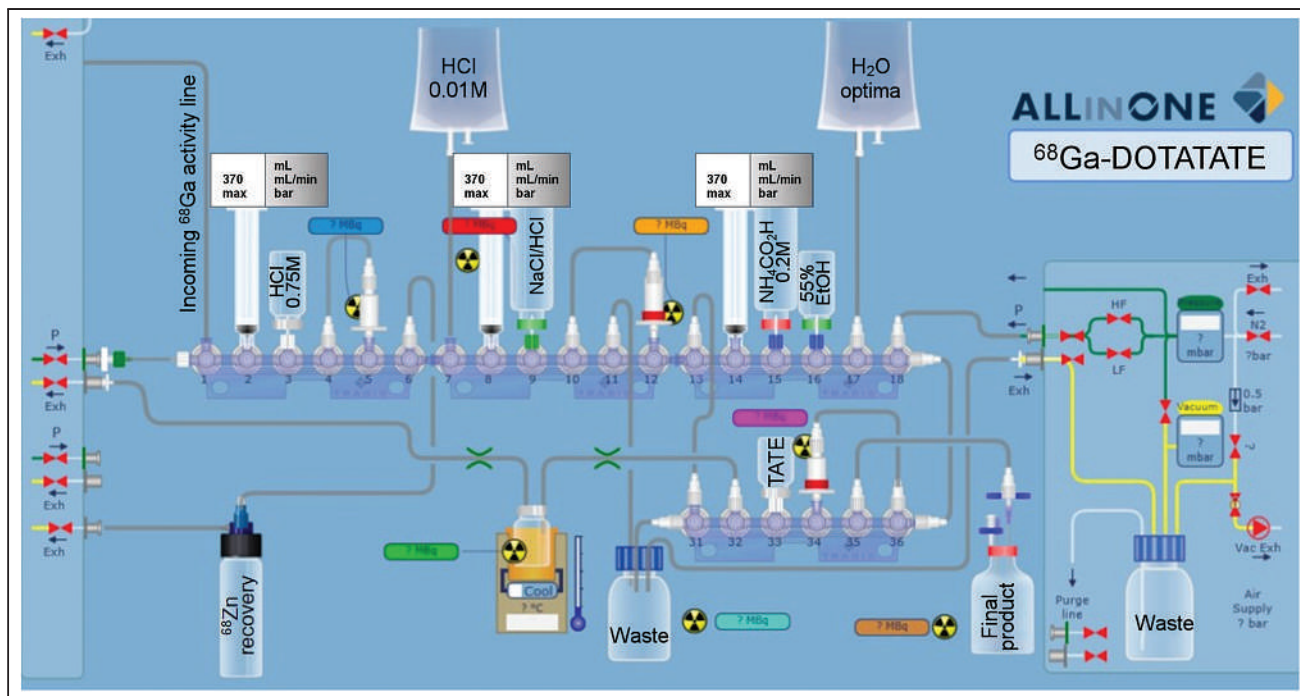 Exh
Incoming ⁶⁸Ga activity line
HCl
0.01M
H₂O
optima
ALLINONE
⁶⁸Ga-DOTATATE
370
max
mL
mL/min
bar
370
max
mL
mL/min
bar
370
max
mL
mL/min
bar
? MBq
? MBq
? MBq
HCl
0.75M
NaCl/HCl
NH₄CO₂H
0.2M
55%
EtOH
1
2
3
4
5
6
7
8
9
10
11
12
13
14
15
16
17
18
P
Exh
P
Exh
Exh
P
Exh
HF
LF
?
mbar
Exh
N2
?bar
0.5
bar
Vacuum
?
mbar
?
Vac Exh
Air
Supply
? bar
Purge
line
Waste
? MBq
TATE
31
32
33
34
35
36
? MBq
Cool
? °C
⁶⁸Zn
recovery
Waste
? MBq
? MBq
Final
product